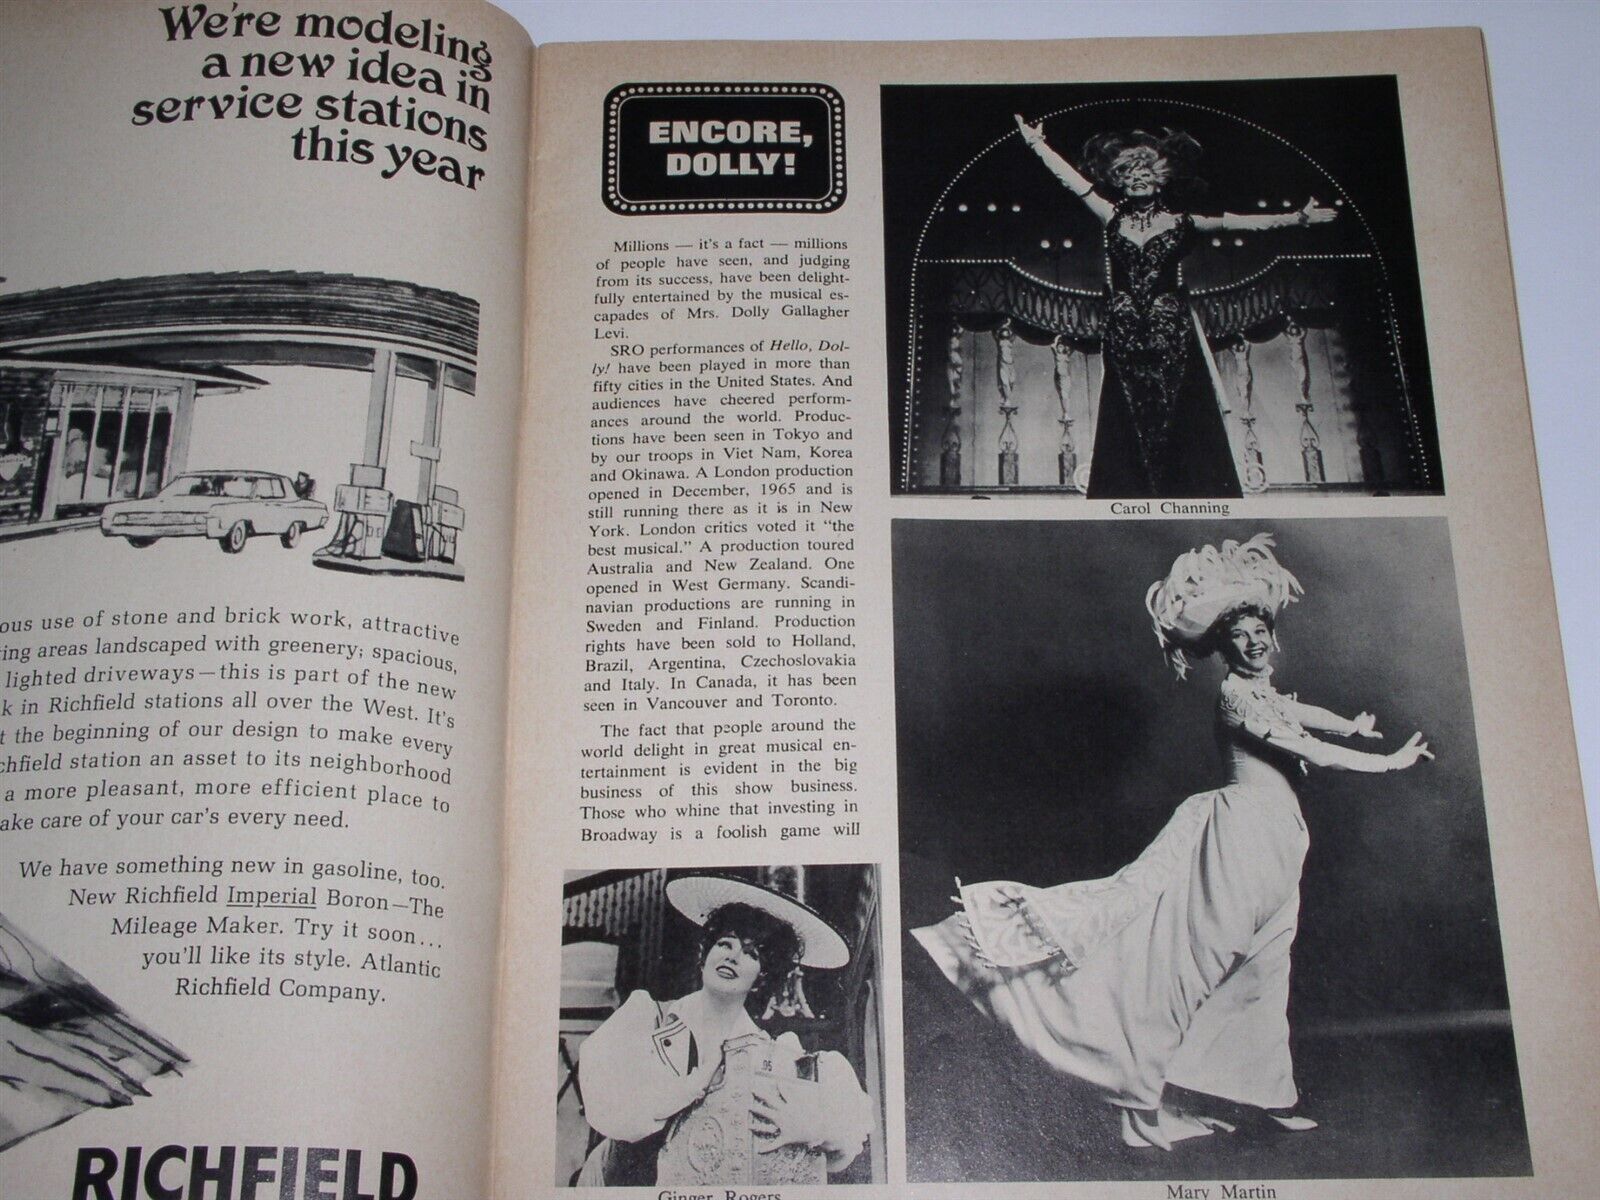 We're modeling
a new idea in
service stations
this year
ous use of stone and brick work, attractive
ing areas landscaped with greenery; spacious,
lighted driveways—this is part of the new
k in Richfield stations all over the West. It's
t the beginning of our design to make every
chfield station an asset to its neighborhood
a more pleasant, more efficient place to
ake care of your car's every need.
We have something new in gasoline, too.
New Richfield Imperial Boron—The
Mileage Maker. Try it soon...
you'll like its style. Atlantic
Richfield Company.
RICHFIELD
ENCORE,
DOLLY!
Millions — it's a fact — millions
of people have seen, and judging
from its success, have been delight-
fully entertained by the musical es-
capades of Mrs. Dolly Gallagher
Levi.
SRO performances of Hello, Dol-
ly! have been played in more than
fifty cities in the United States. And
audiences have cheered perform-
ances around the world. Produc-
tions have been seen in Tokyo and
by our troops in Viet Nam, Korea
and Okinawa. A London production
opened in December, 1965 and is
still running there as it is in New
York. London critics voted it "the
best musical." A production toured
Australia and New Zealand. One
opened in West Germany. Scandi-
navian productions are running in
Sweden and Finland. Production
rights have been sold to Holland,
Brazil, Argentina, Czechoslovakia
and Italy. In Canada, it has been
seen in Vancouver and Toronto.
The fact that people around the
world delight in great musical en-
tertainment is evident in the big
business of this show business.
Those who whine that investing in
Broadway is a foolish game will
Carol Channing
.95
Ginger Rogers
Mary Martin